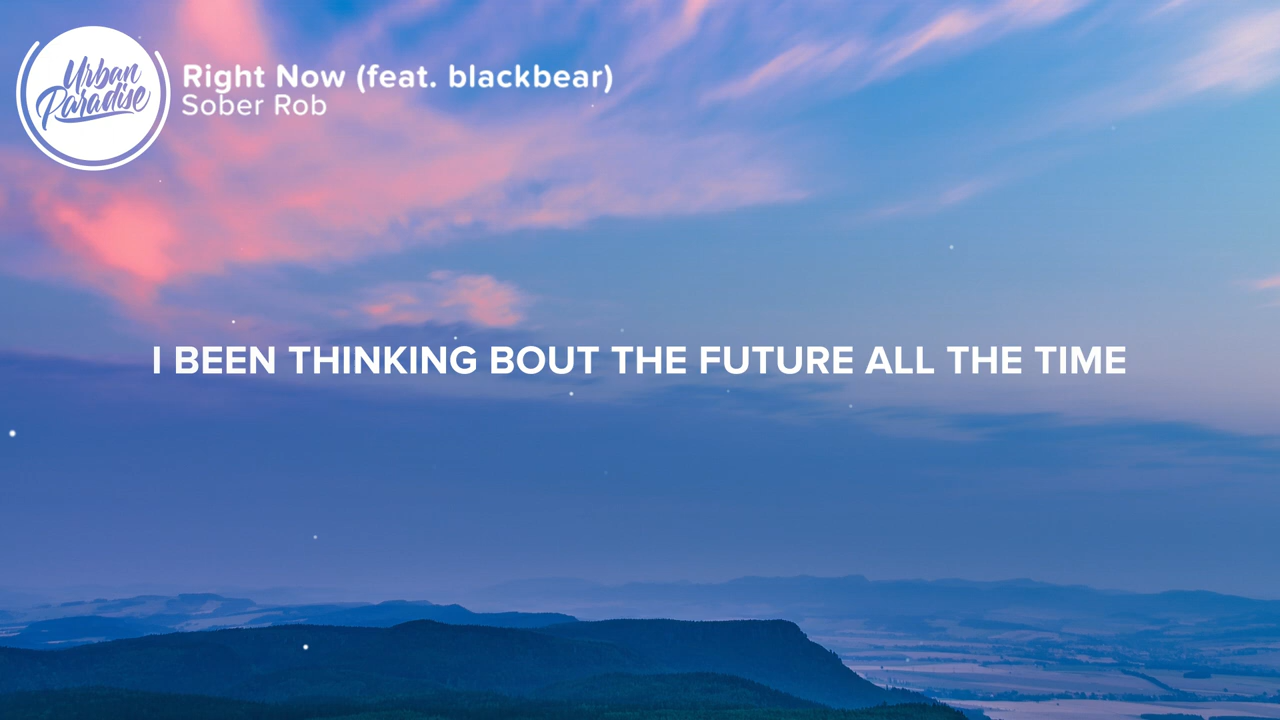 Urban
Paradise
Right Now (feat. blackbear)
Sober Rob
I BEEN THINKING BOUT THE FUTURE ALL THE TIME